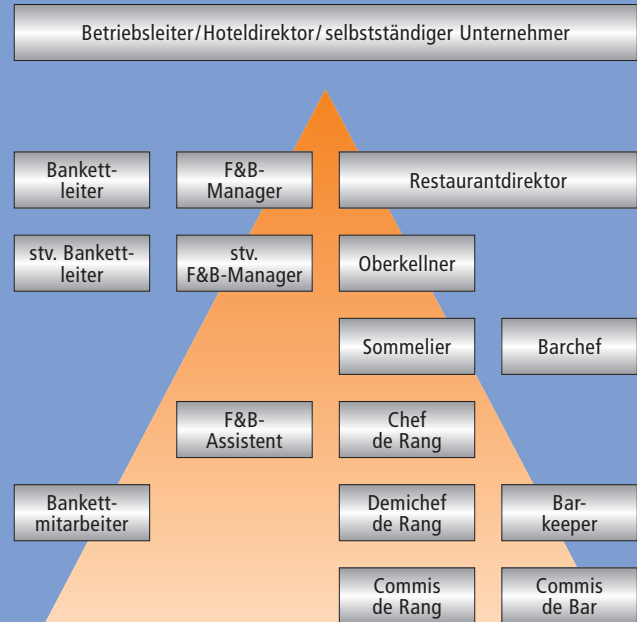 Betriebsleiter/Hoteldirektor/selbstständiger Unternehmer
Bankett-
leiter
F&B-
Manager
Restaurantdirektor
stv. Bankett-
leiter
stv.
F&B-Manager
Oberkellner
Sommelier
Barchef
F&B-
Assistent
Chef
de Rang
Bankett-
mitarbeiter
Demichef
de Rang
Bar-
keeper
Commis
de Rang
Commis
de Bar